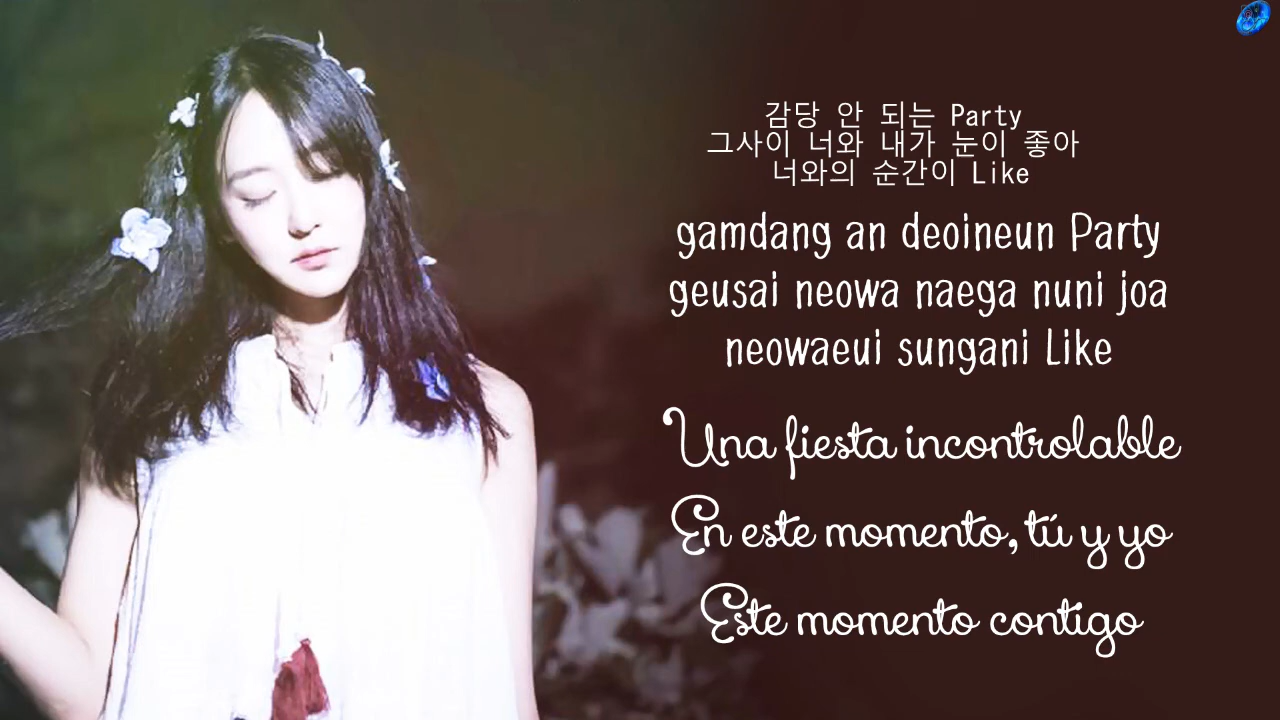 감당 안 되는 Party
그사이 너와 내가 눈이 좋아
너와의 순간이 Like
gamdang an deoineun Party
geusai neowa naega nuni joa
neowaeui sungani Like
Una fiesta incontrolable
En este momento, tú y yo
Este momento contigo